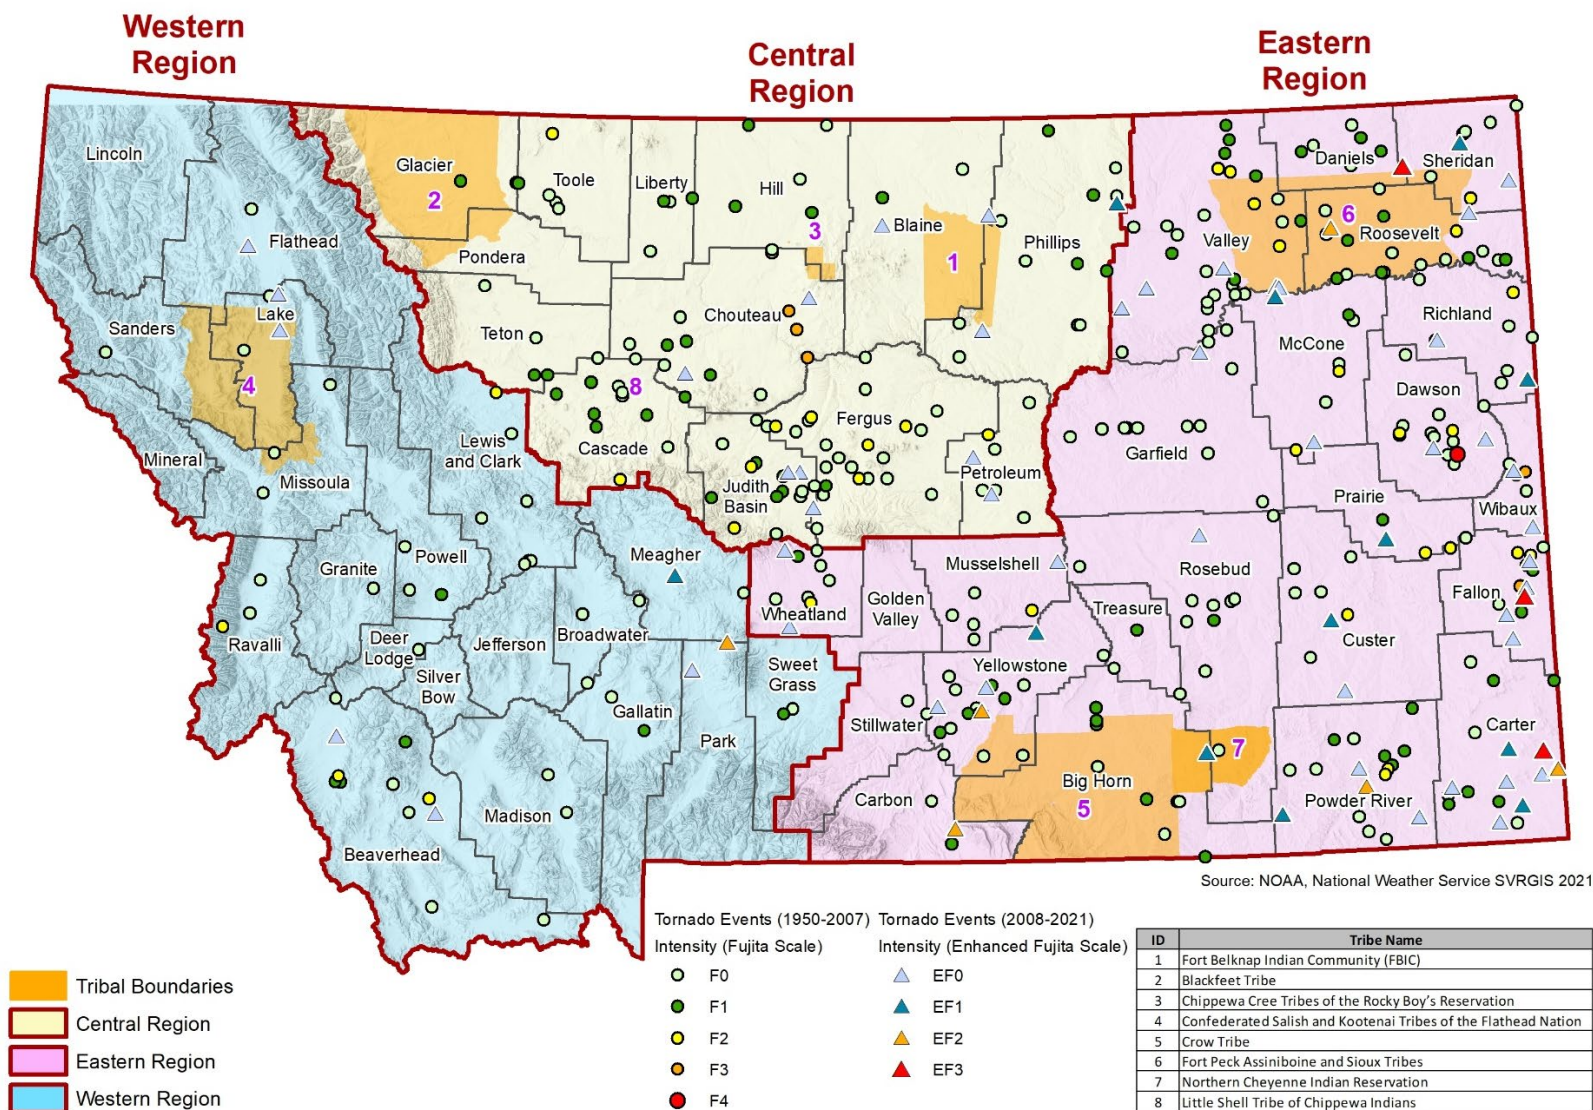 Western
Region
Central
Region
Eastern
Region
Lincoln
Glacier
2
Toole
Liberty
Hill
Daniels
Sheridan
3
Blaine
6
Flathead
Pondera
Phillips
Valley
Roosevelt
1
Sanders
Lake
Teton
Chouteau
Richland
McCone
4
8
Dawson
Fergus
Lewis
and Clark
Cascade
Garfield
Mineral
Missoula
Judith
Basin
Petroleum
Prairie
Wibaux
Powell
Meagher
Granite
Musselshell
Rosebud
Wheatland
Golden
Valley
Treasure
Fallon
Ravalli
Deer
Lodge
Jefferson
Broadwater
Custer
Silver
Bow
Sweet
Grass
Yellowstone
Gallatin
Park
Stillwater
Carter
7
Madison
Carbon
Big Horn
5
Powder River
Beaverhead
Source: NOAA, National Weather Service SVRGIS 2021
Tribal Boundaries
Central Region
Eastern Region
Western Region
Tornado Events (1950-2007)
Intensity (Fujita Scale)
F0
F1
F2
F3
F4
Tornado Events (2008-2021)
Intensity (Enhanced Fujita Scale)
EF0
EF1
EF2
EF3
ID Tribe Name
1 Fort Belknap Indian Community (FBIC)
2 Blackfeet Tribe
3 Chippewa Cree Tribes of the Rocky Boy's Reservation
4 Confederated Salish and Kootenai Tribes of the Flathead Nation
5 Crow Tribe
6 Fort Peck Assiniboine and Sioux Tribes
7 Northern Cheyenne Indian Reservation
8 Little Shell Tribe of Chippewa Indians